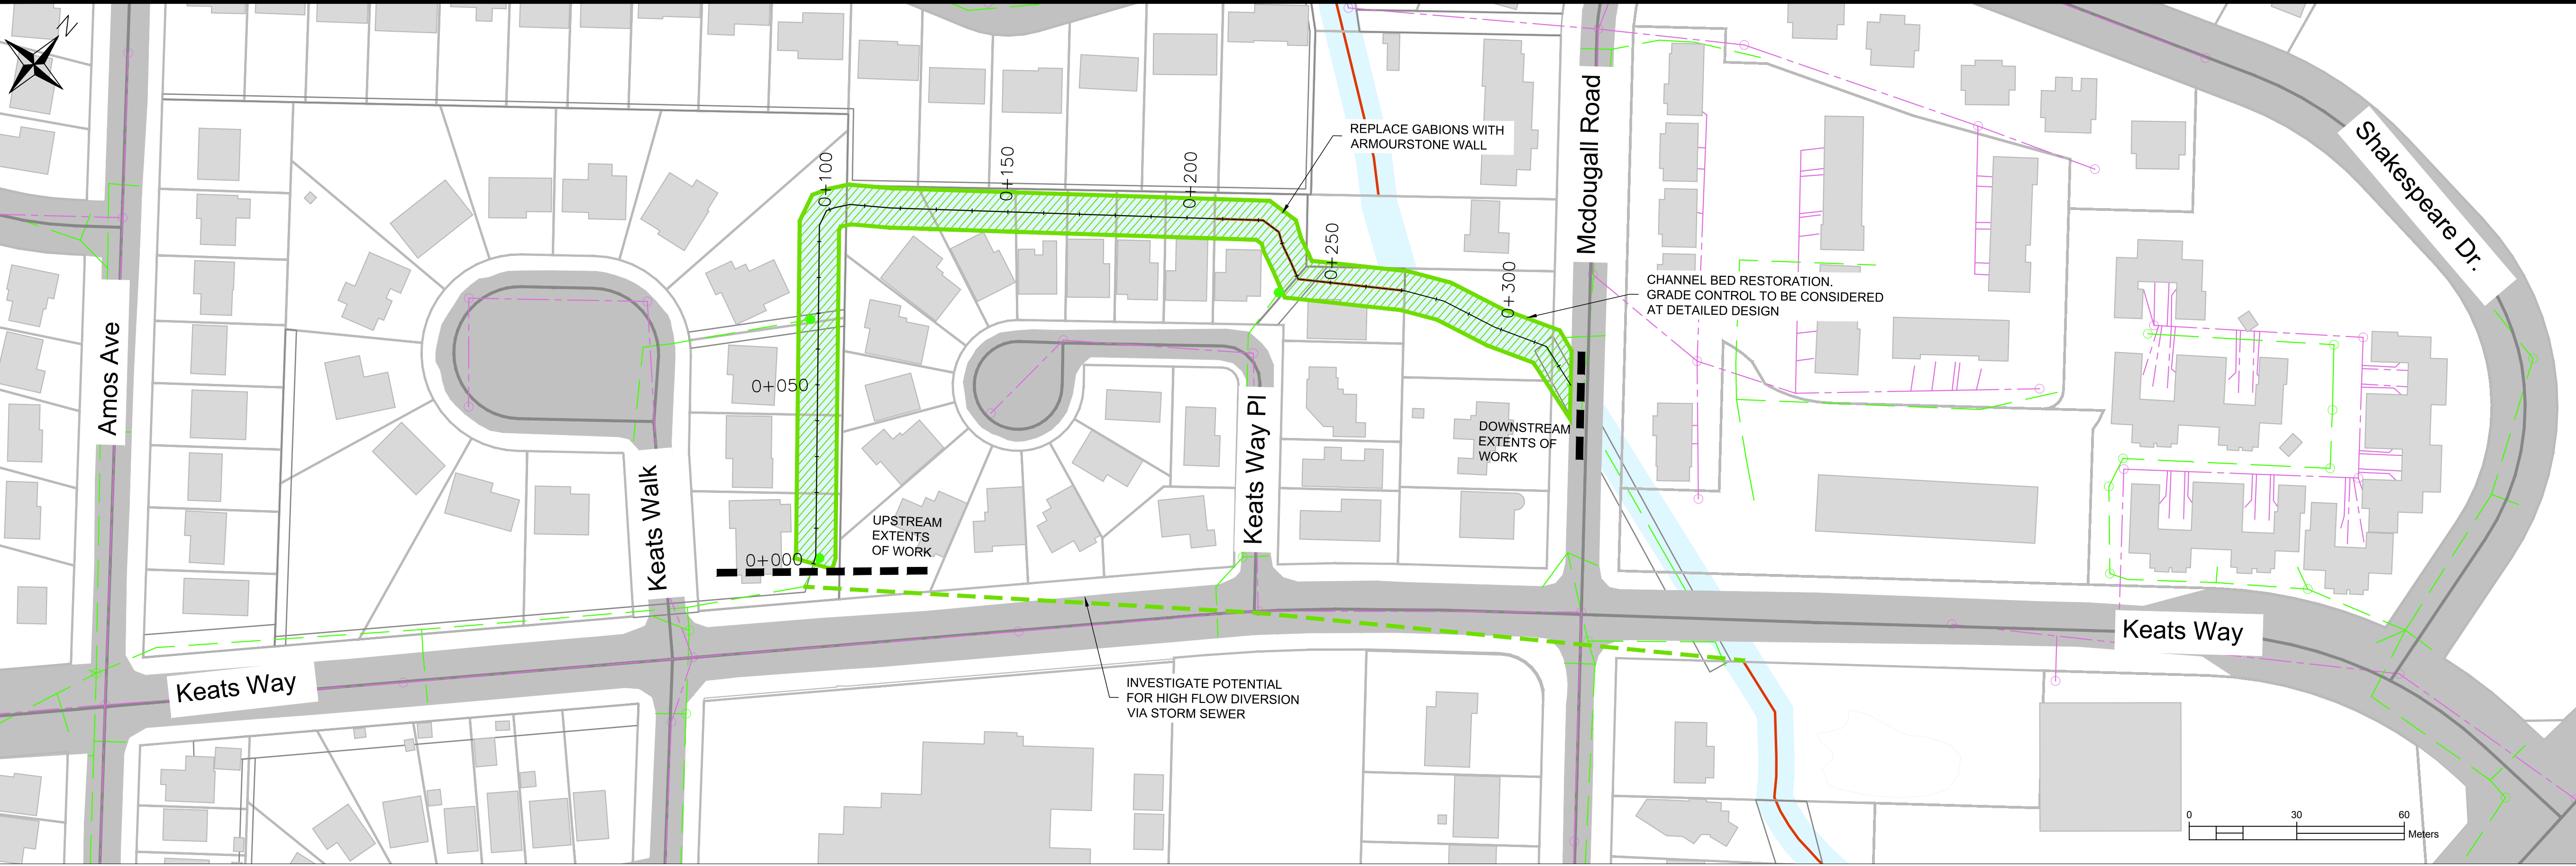 N
REPLACE GABIONS WITH
ARMOURSTONE WALL
Mcdougall Road
Shakespeare Dr.
0+100
0+150
0+200
0+250
0+300
CHANNEL BED RESTORATION.
GRADE CONTROL TO BE CONSIDERED
AT DETAILED DESIGN
Amos Ave
0+050
Keats Way Pl
DOWNSTREAM
EXTENTS OF
WORK
Keats Walk
UPSTREAM
EXTENTS
OF WORK
0+000
Keats Way
Keats Way
INVESTIGATE POTENTIAL
FOR HIGH FLOW DIVERSION
VIA STORM SEWER
0 30 60
Meters